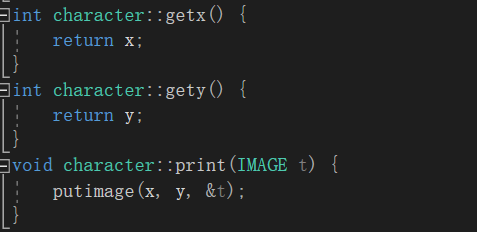 int character::getx() {
return x;
}
int character::gety() {
return y;
}
void character::print(IMAGE t) {
putimage(x, y, &t);
}